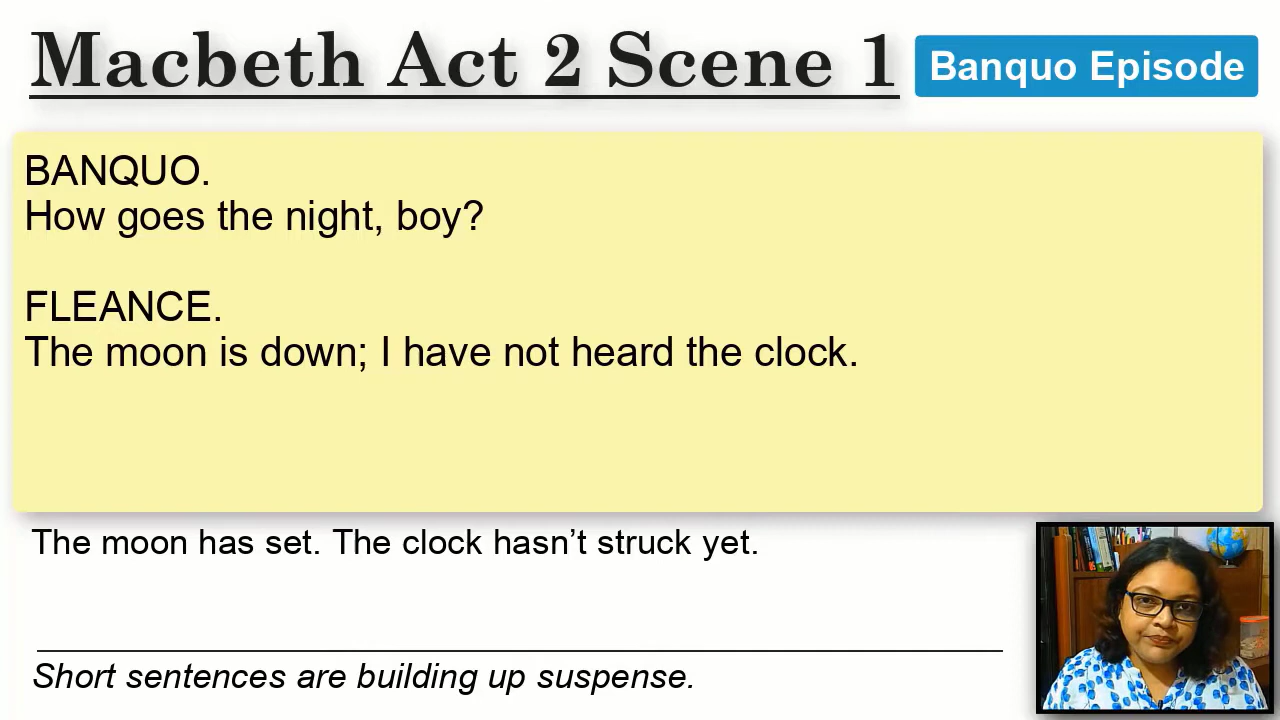 Macbeth Act 2 Scene 1
Banquo Episode
BANQUO.
How goes the night, boy?
FLEANCE.
The moon is down; I have not heard the clock.
The moon has set. The clock hasn’t struck yet.
Short sentences are building up suspense.